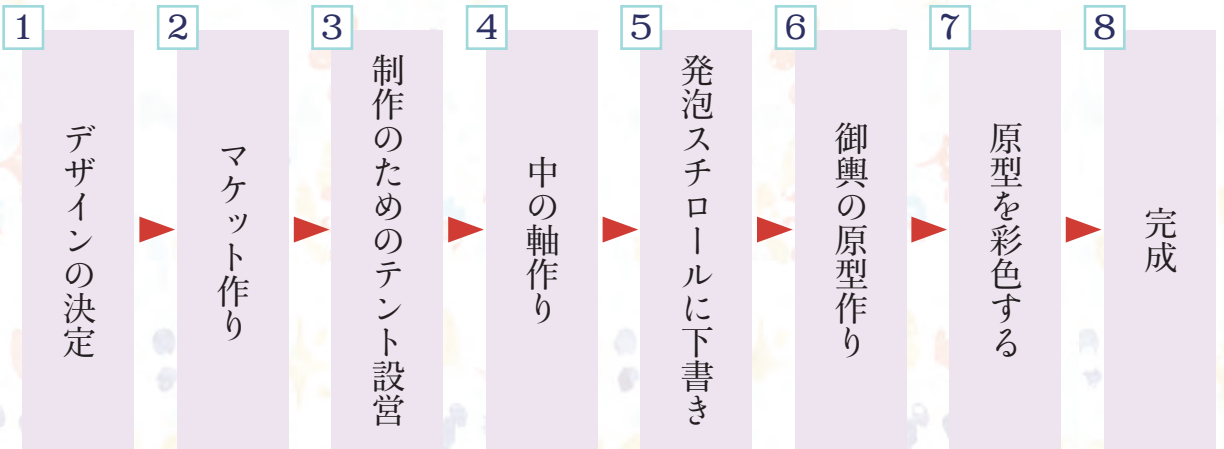 1
デザインの決定
2
マケット作り
3
制作のためのテント設営
4
中の軸作り
5
発泡スチロールに下書き
6
御輿の原型作り
7
原型を彩色する
8
完成